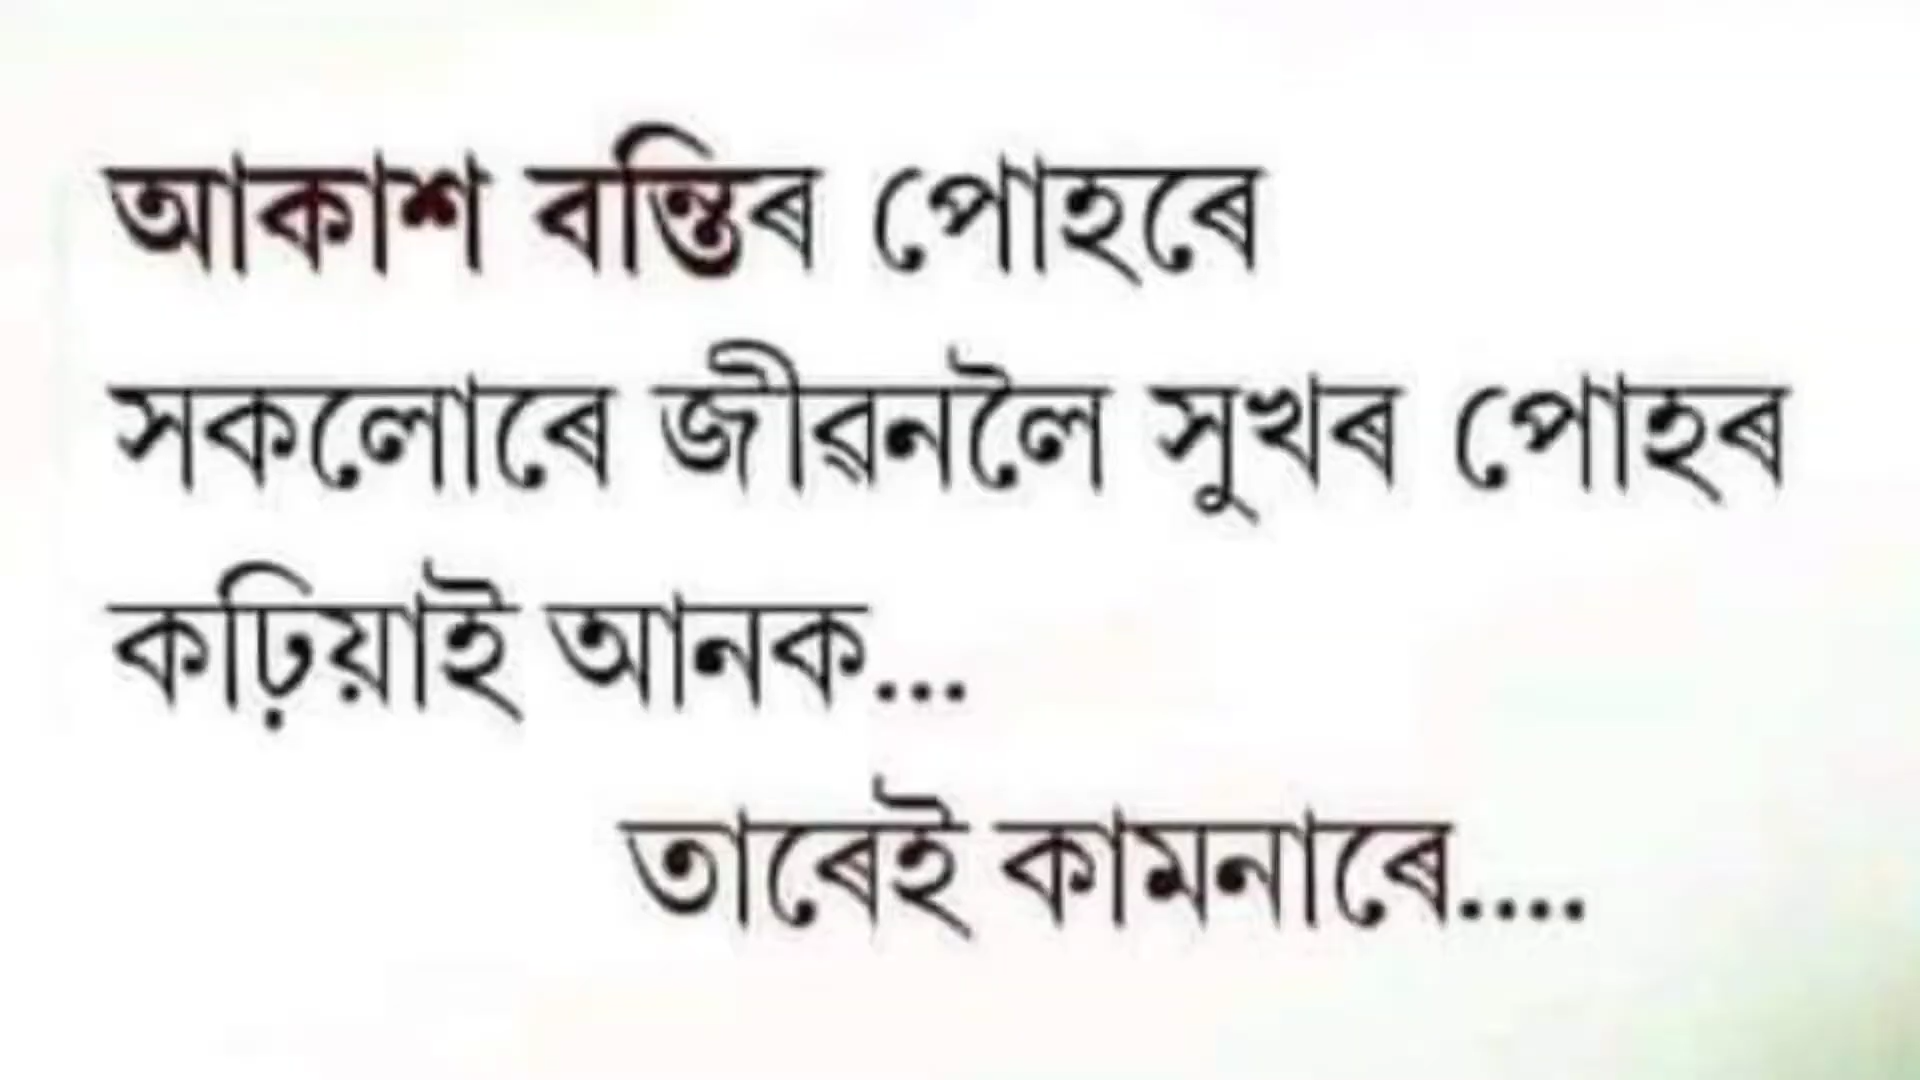 আকাশ বন্তিৰ পোহৰে
সকলোৰে জীৱনলৈ সুখৰ পোহৰ
কঢ়িয়াই আনক...
তাৰেই কামনাৰে....